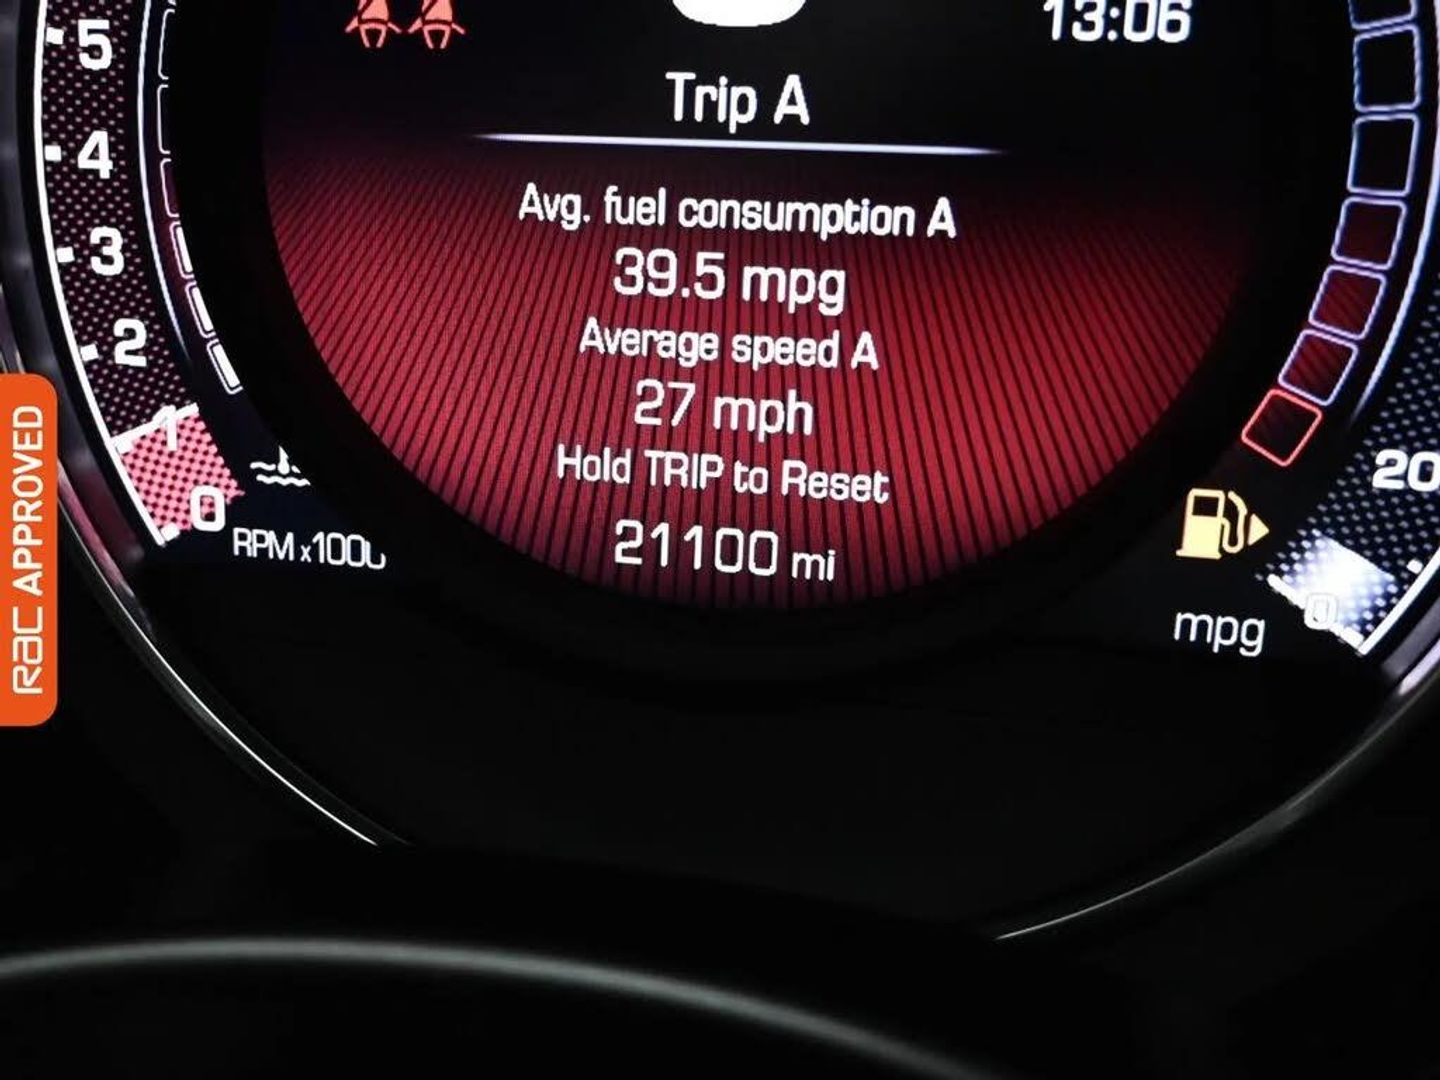 13:06
Trip A
Avg. fuel consumption A
39.5 mpg
Average speed A
27 mph
Hold TRIP to Reset
21100 mi
5
4
3
2
1
0
RPM x1000
20
0
mpg
RAC APPROVED